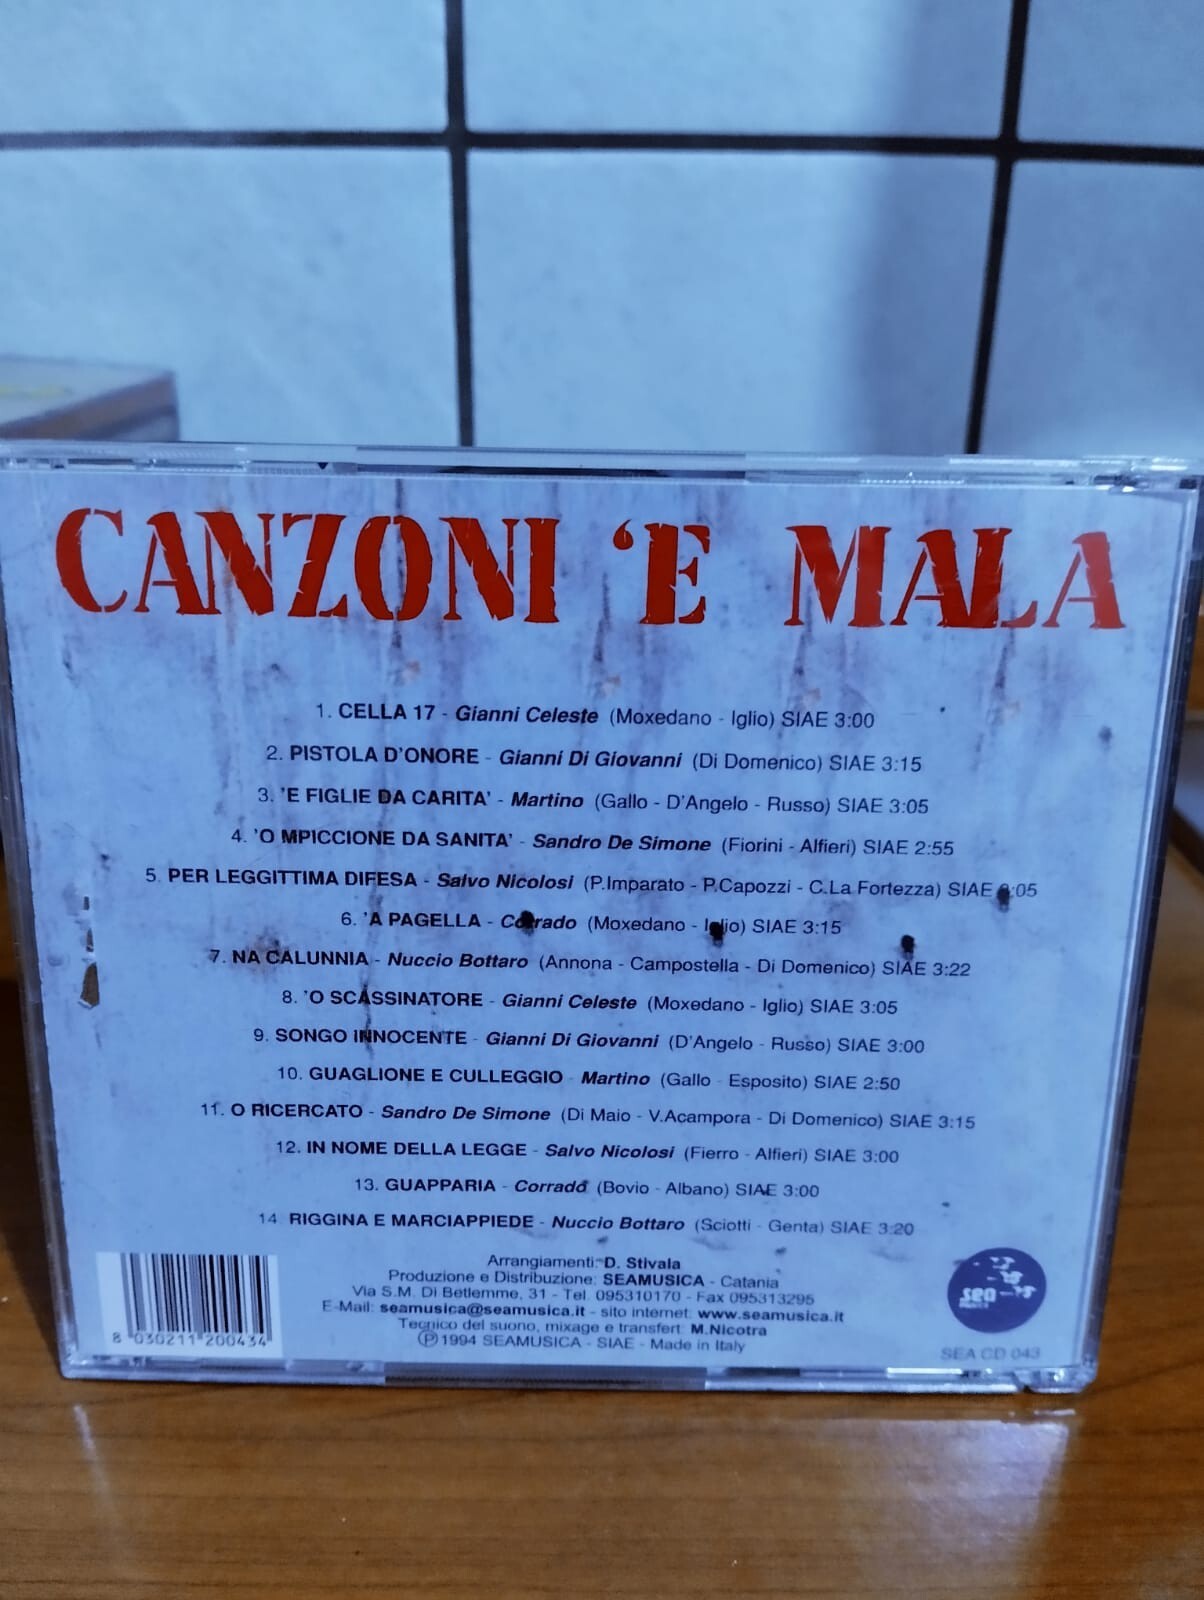 CANZONI 'E MALA
1. CELLA 17 - Gianni Celeste (Moxedano - Iglio) SIAE 3:00
2. PISTOLA D'ONORE - Gianni Di Giovanni (Di Domenico) SIAE 3:15
3. 'E FIGLIE DA CARITA' - Martino (Gallo - D'Angelo - Russo) SIAE 3:05
4. 'O MPICCIONE DA SANITA' - Sandro De Simone (Fiorini - Alfieri) SIAE 2:55
5. PER LEGGITTIMA DIFESA - Salvo Nicolosi (P.Imparato - P.Capozzi - C.La Fortezza) SIAE
6. 'A PAGELLA - Corrado (Moxedano - Iglio) SIAE 3:15
7. NA CALUNNIA - Nuccio Bottaro (Annona - Campostella - Di Domenico) SIAE 3:22
8. 'O SCASSINATORE - Gianni Celeste (Moxedano - Iglio) SIAE 3:05
9. SONGO INNOCENTE - Gianni Di Giovanni (D'Angelo - Russo) SIAE 3:00
10. GUAGLIONE E CULLEGGIO - Martino (Gallo - Esposito) SIAE 2:50
11. O RICERCATO - Sandro De Simone (Di Maio - V.Acampora - Di Domenico) SIAE 3:15
12. IN NOME DELLA LEGGE - Salvo Nicolosi (Fierro - Alfieri) SIAE 3:00
13. GUAPPARIA - Corrado (Bovio - Albano) SIAE 3:00
14 RIGGINA E MARCIAPPIEDE - Nuccio Bottaro (Sciotti - Genta) SIAE 3:20
Arrangiamenti: D. Stivala
Produzione e Distribuzione: SEAMUSICA - Catania
Via S.M. Di Betlemme, 31 - Tel. 095310170 - Fax 095313295
E-Mail: seamusica@seamusica.it - sito internet: www.seamusica.it
Tecnico del suono, mixage e transfert: M.Nicotra
Ⓟ 1994 SEAMUSICA - SIAE - Made in Italy
8 030211 200434
sea
SEA CD 043